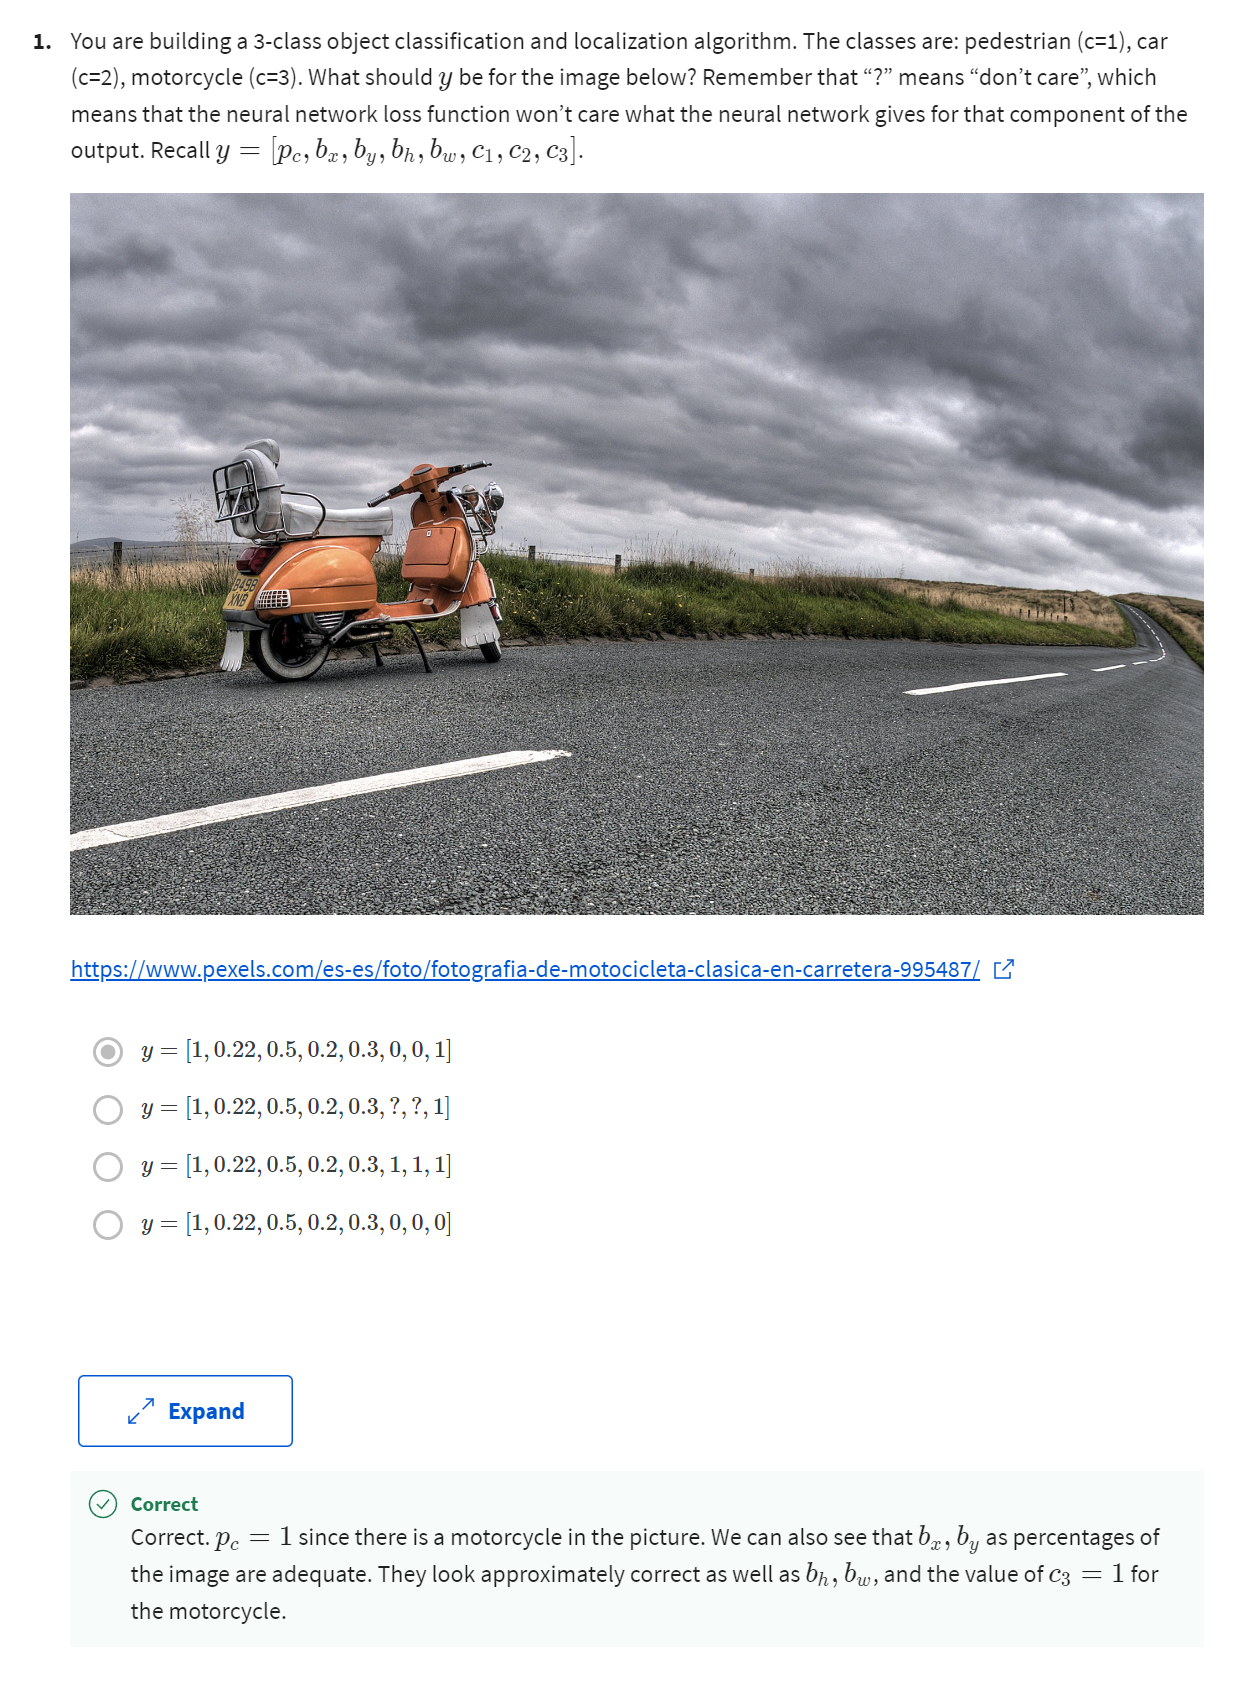 1. You are building a 3-class object classification and localization algorithm. The classes are: pedestrian (c=1), car
(c=2), motorcycle (c=3). What should y be for the image below? Remember that “?” means “don’t care”, which
means that the neural network loss function won’t care what the neural network gives for that component of the
output. Recall y = [p_c, b_x, b_y, b_h, b_w, c_1, c_2, c_3].
G498
XNB
https://www.pexels.com/es-es/foto/fotografia-de-motocicleta-clasica-en-carretera-995487/
y = [1, 0.22, 0.5, 0.2, 0.3, 0, 0, 1]
y = [1, 0.22, 0.5, 0.2, 0.3, ?, ?, 1]
y = [1, 0.22, 0.5, 0.2, 0.3, 1, 1, 1]
y = [1, 0.22, 0.5, 0.2, 0.3, 0, 0, 0]
Expand
Correct
Correct. p_c = 1 since there is a motorcycle in the picture. We can also see that b_x, b_y as percentages of
the image are adequate. They look approximately correct as well as b_h, b_w, and the value of c_3 = 1 for
the motorcycle.